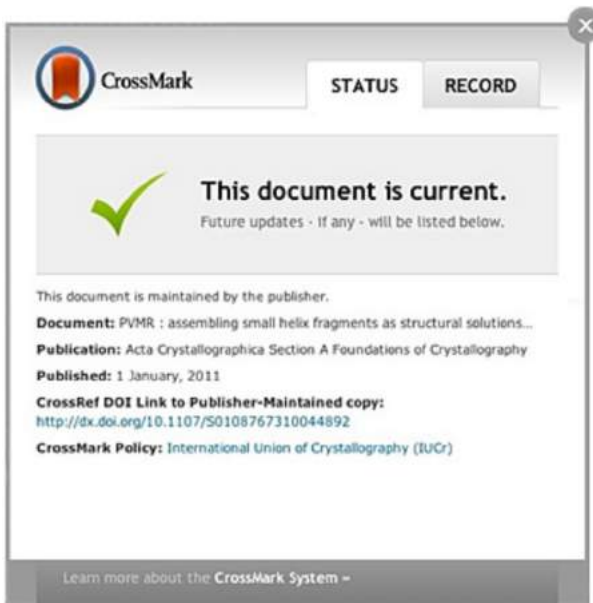 CrossMark
STATUS
RECORD
This document is current.
Future updates - if any - will be listed below.
This document is maintained by the publisher.
Document: PVMR : assembling small helix fragments as structural solutions...
Publication: Acta Crystallographica Section A Foundations of Crystallography
Published: 1 January, 2011
CrossRef DOI Link to Publisher-Maintained copy:
http://dx.doi.org/10.1107/S0108767310044892
CrossMark Policy: International Union of Crystallography (IUCr)
Learn more about the CrossMark System »